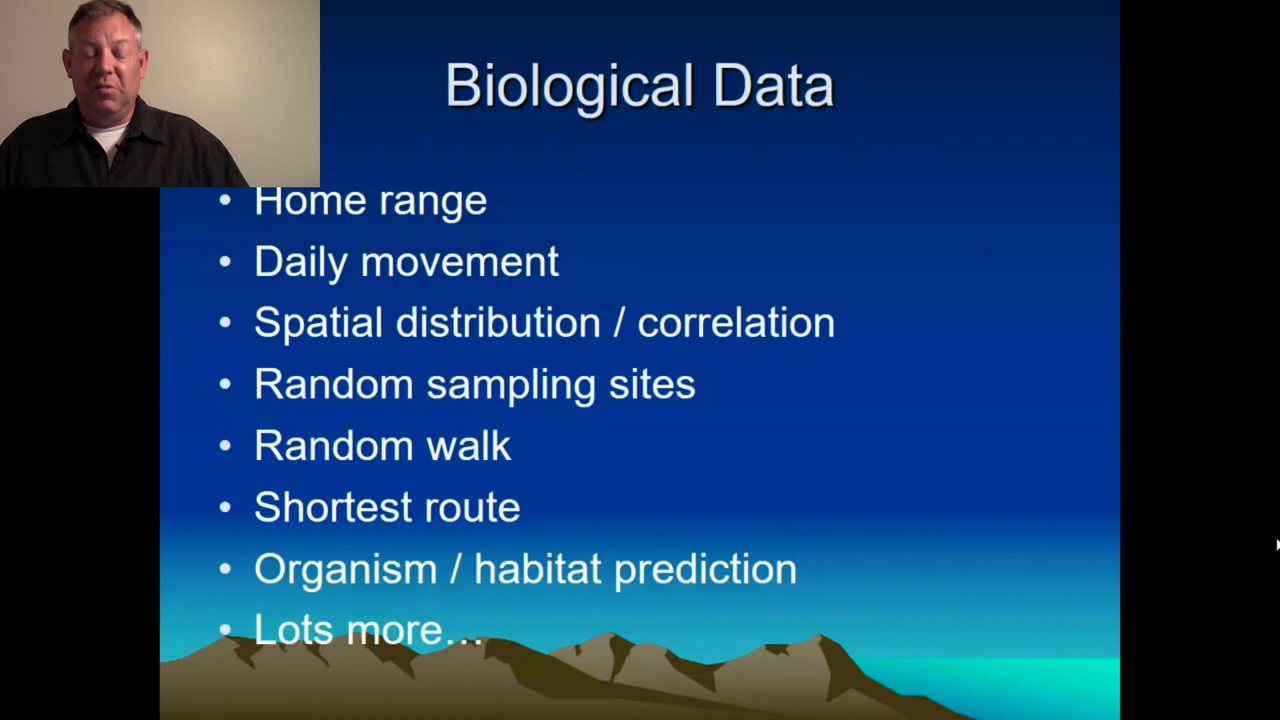 Biological Data
• Home range
• Daily movement
• Spatial distribution / correlation
• Random sampling sites
• Random walk
• Shortest route
• Organism / habitat prediction
• Lots more…